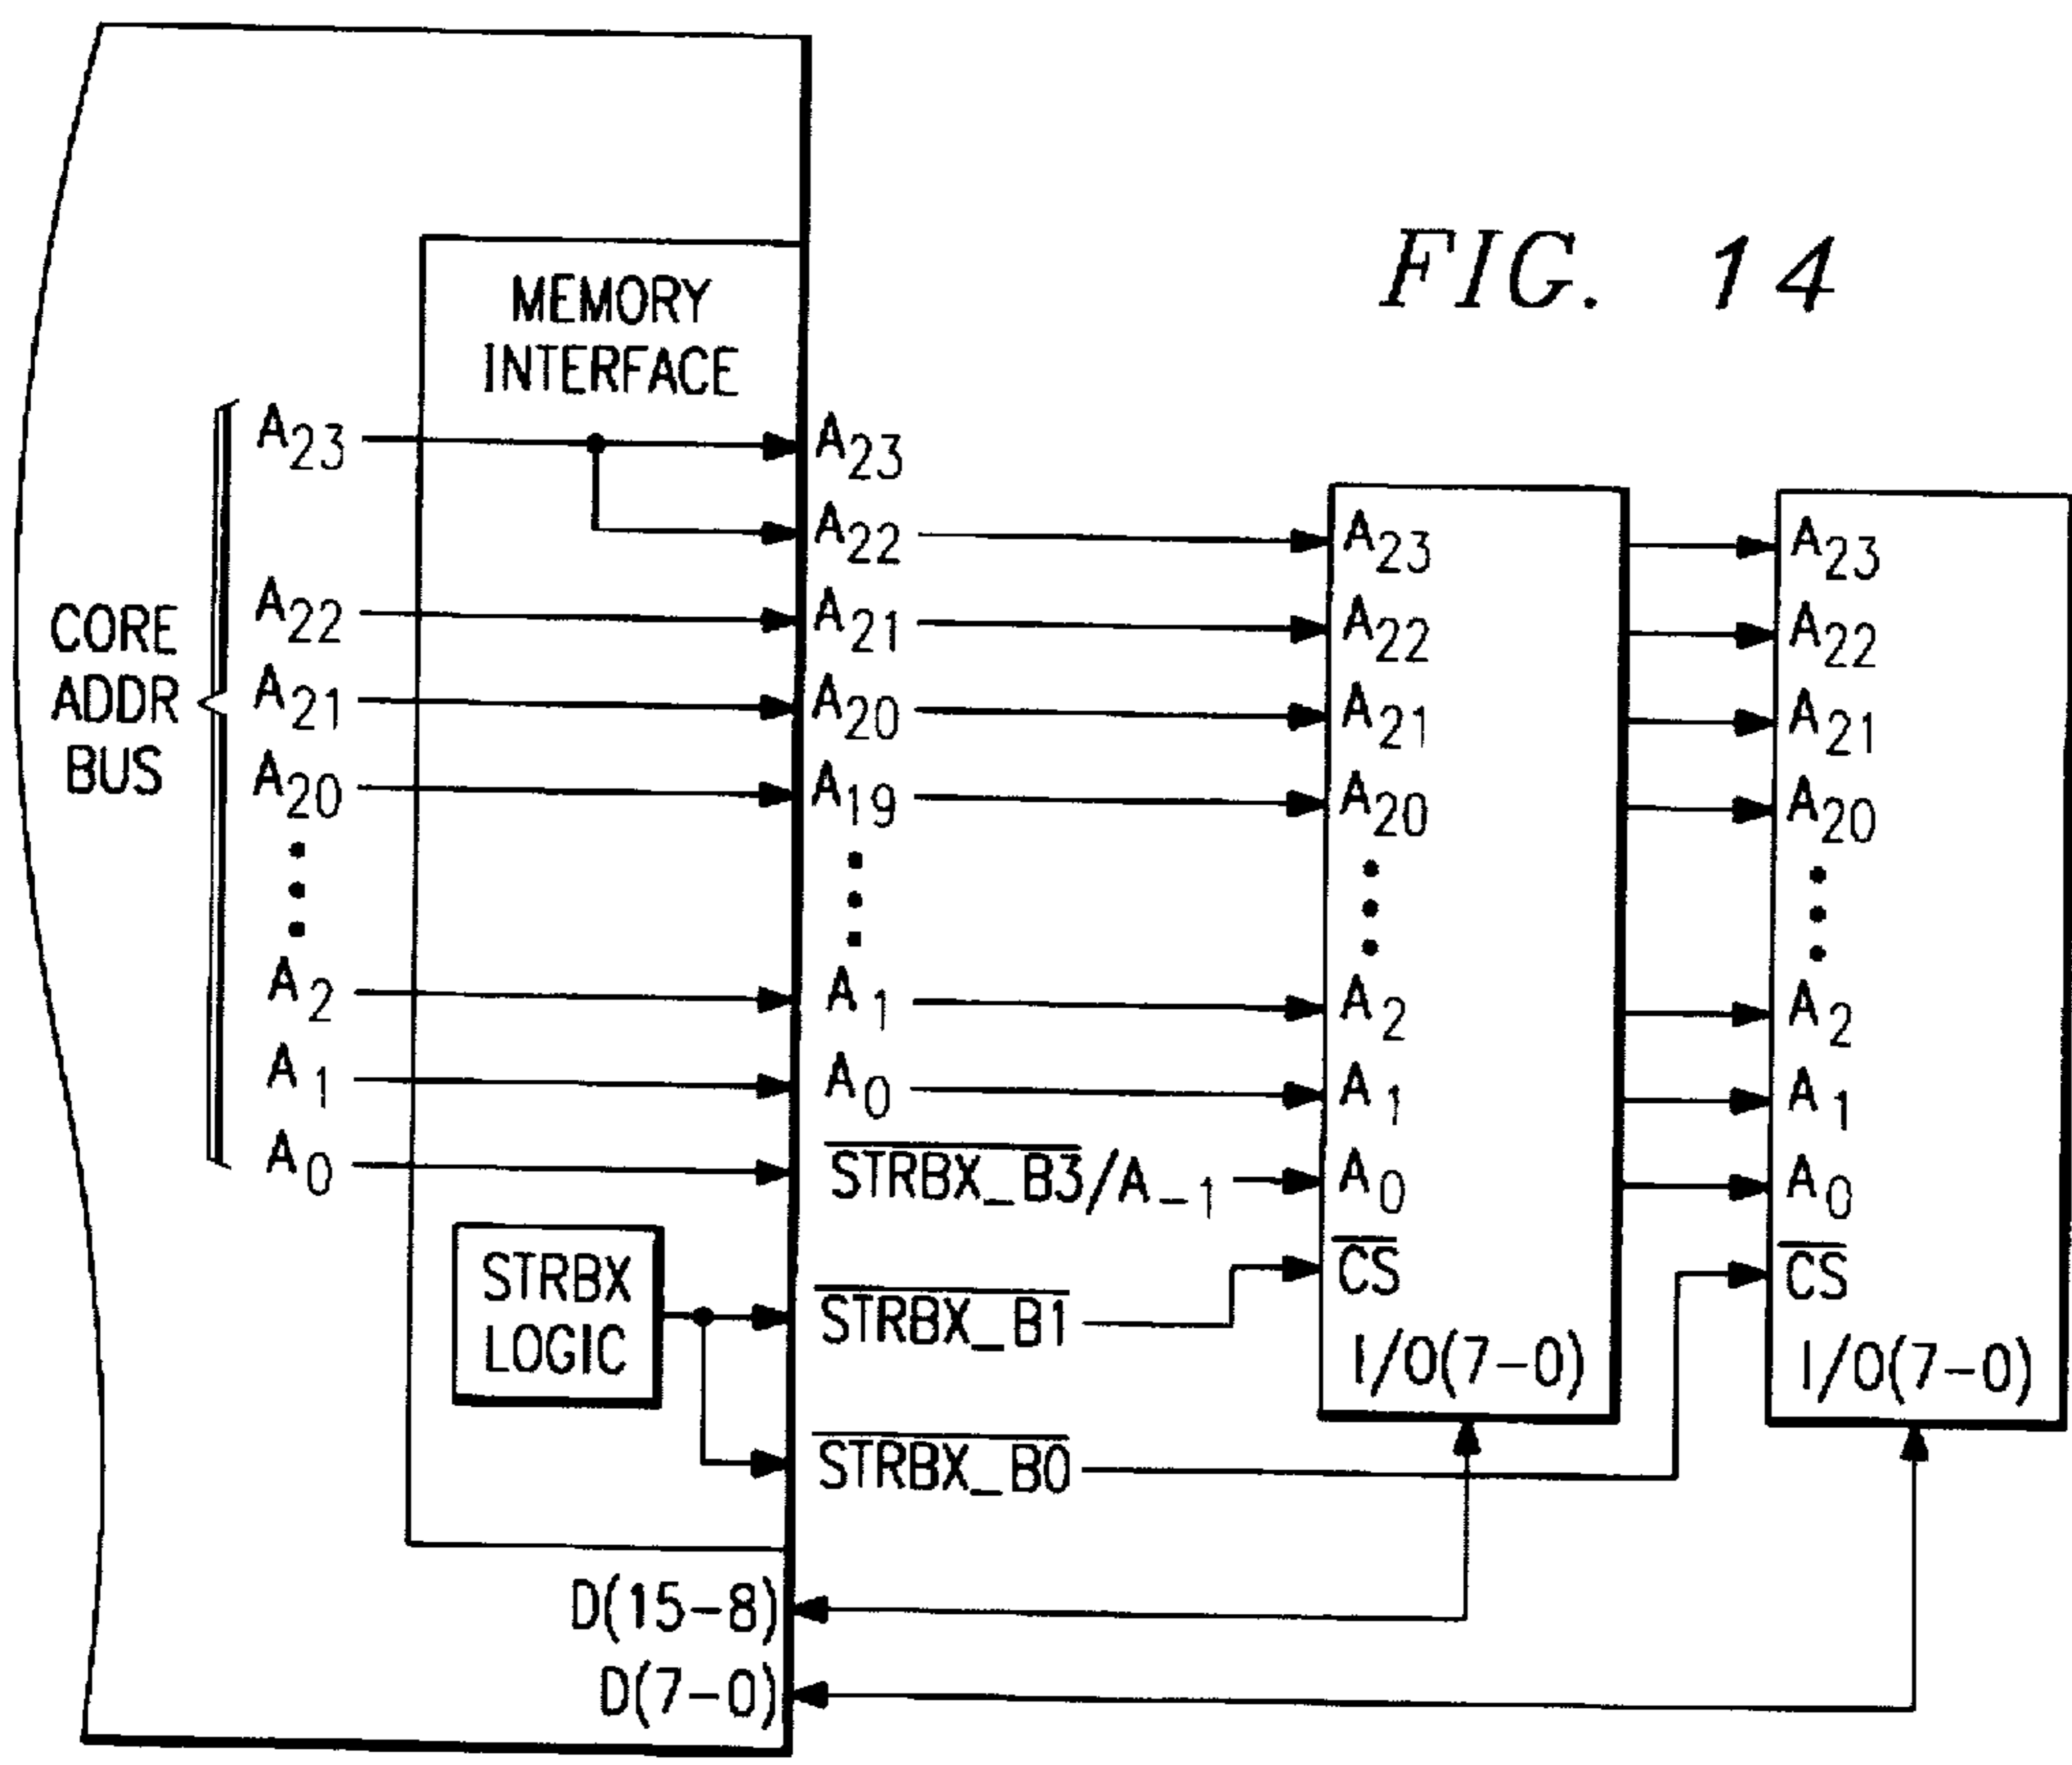 FIG. 14
MEMORY
INTERFACE
CORE
ADDR
BUS
A23
A22
A21
A20
A2
A1
A0
A23
A22
A21
A20
A19
A1
A0
STRBX_B3/A-1
STRBX
LOGIC
STRBX_B1
STRBX_B0
D(15-8)
D(7-0)
A23
A22
A21
A20
A2
A1
A0
CS
I/O(7-0)
A23
A22
A21
A20
A2
A1
A0
CS
I/O(7-0)